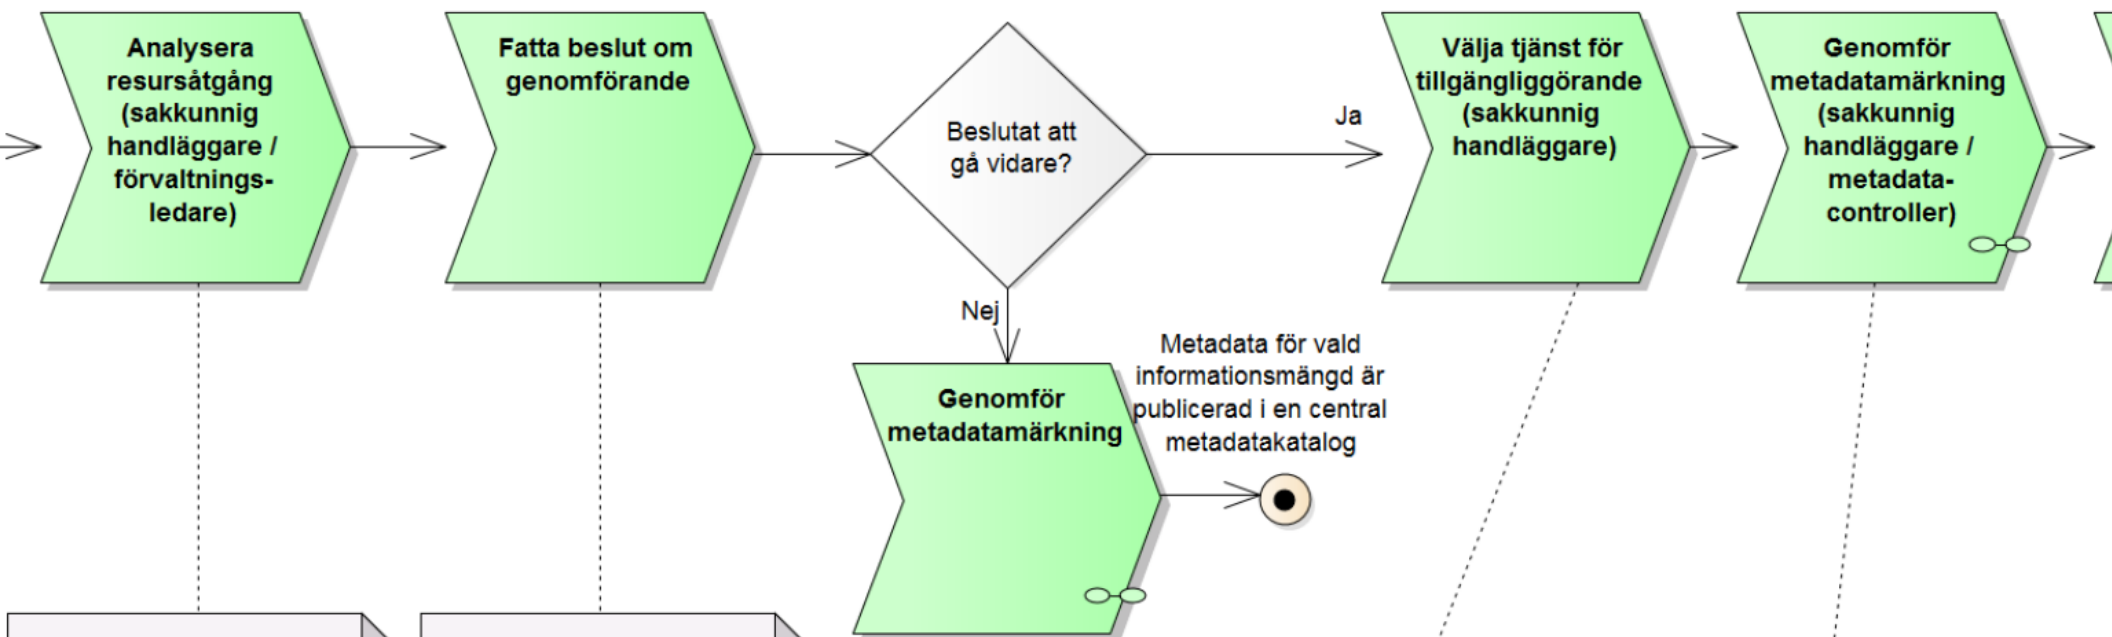 Analysera
resursåtgång
(sakkunnig
handläggare /
förvaltnings-
ledare)
Fatta beslut om
genomförande
Beslutat att
gå vidare?
Ja
Nej
Välja tjänst för
tillgängliggörande
(sakkunnig
handläggare)
Genomför
metadatamärkning
(sakkunnig
handläggare /
metadata-
controller)
Genomför
metadatamärkning
Metadata för vald
informationsmängd är
publicerad i en central
metadatakatalog